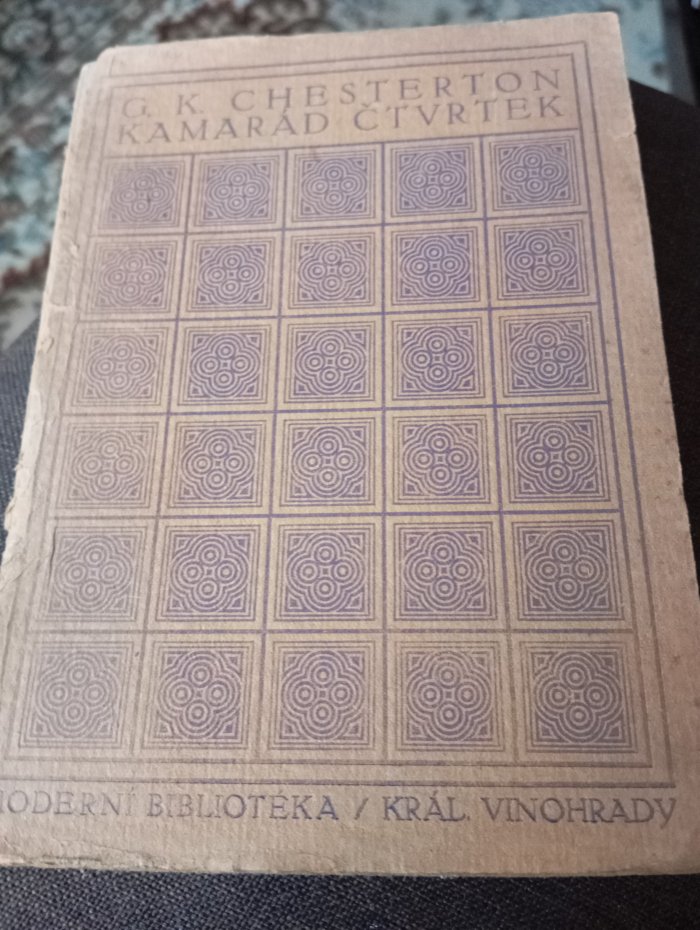 G. K. CHESTERTON
KAMARÁD ČTVRTEK
MODERNÍ BIBLIOTÉKA / KRÁL. VINOHRADY